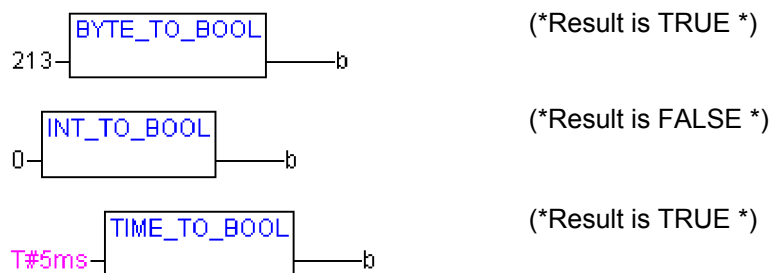 BYTE_TO_BOOL (*Result is TRUE *)
213 b
INT_TO_BOOL (*Result is FALSE *)
0 b
TIME_TO_BOOL (*Result is TRUE *)
T#5ms b